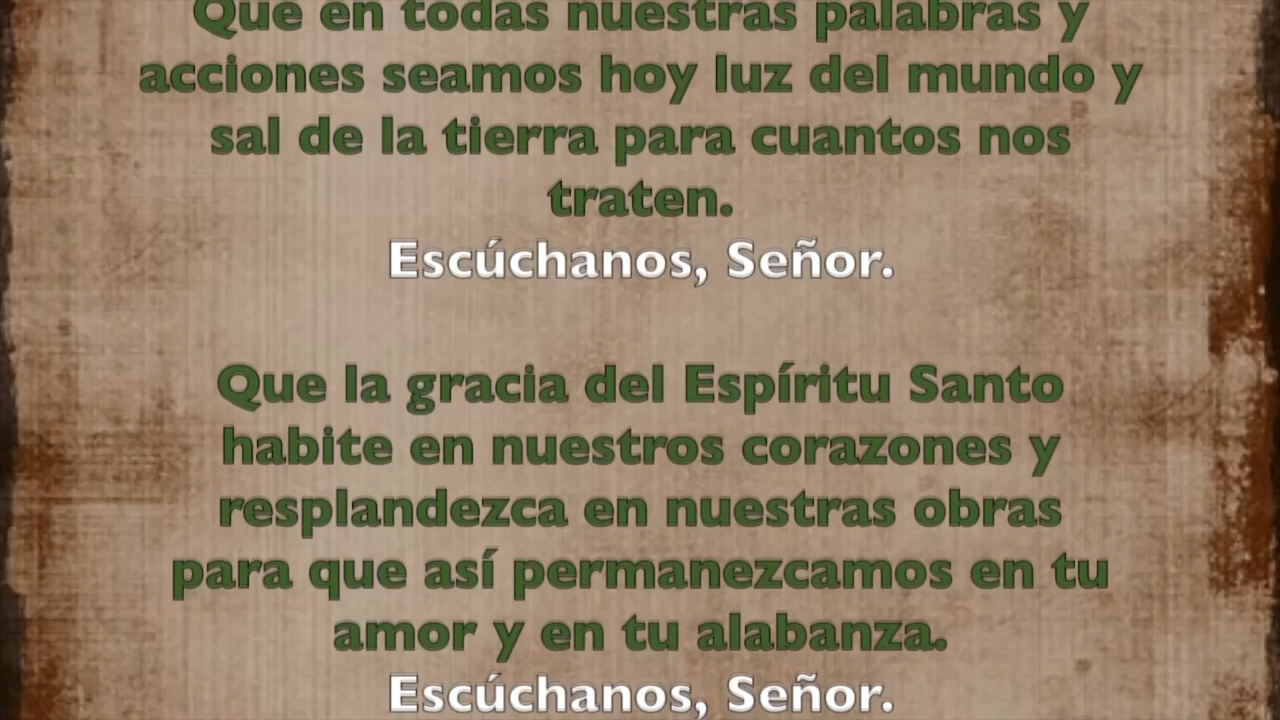 Que en todas nuestras palabras y
acciones seamos hoy luz del mundo y
sal de la tierra para cuantos nos
traten.
Escúchanos, Señor.
Que la gracia del Espíritu Santo
habite en nuestros corazones y
resplandezca en nuestras obras
para que así permanezcamos en tu
amor y en tu alabanza.
Escúchanos, Señor.